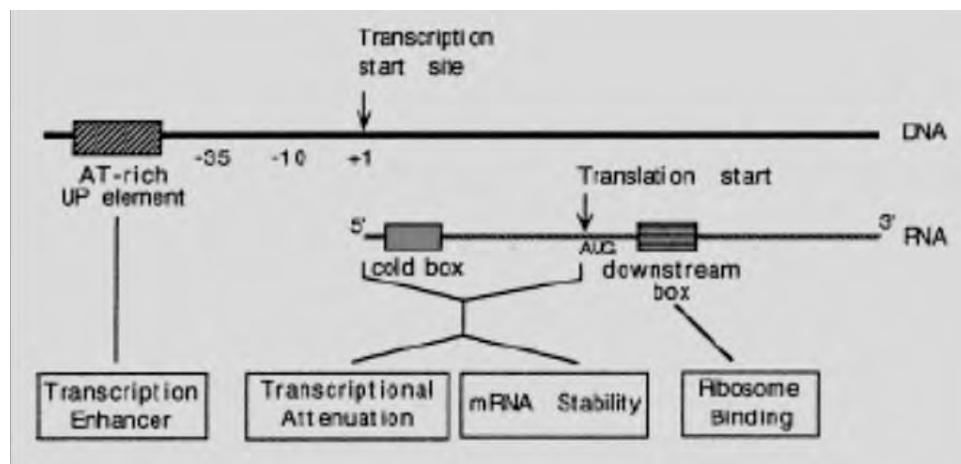 Transcription
start site
DNA
-35 -10 +1
AT-rich
UP element
Translation start
5' 3' RNA
AUG
cold box downstream
box
Transcription
Enhancer
Transcriptional
Attenuation
mRNA Stability
Ribosome
Binding